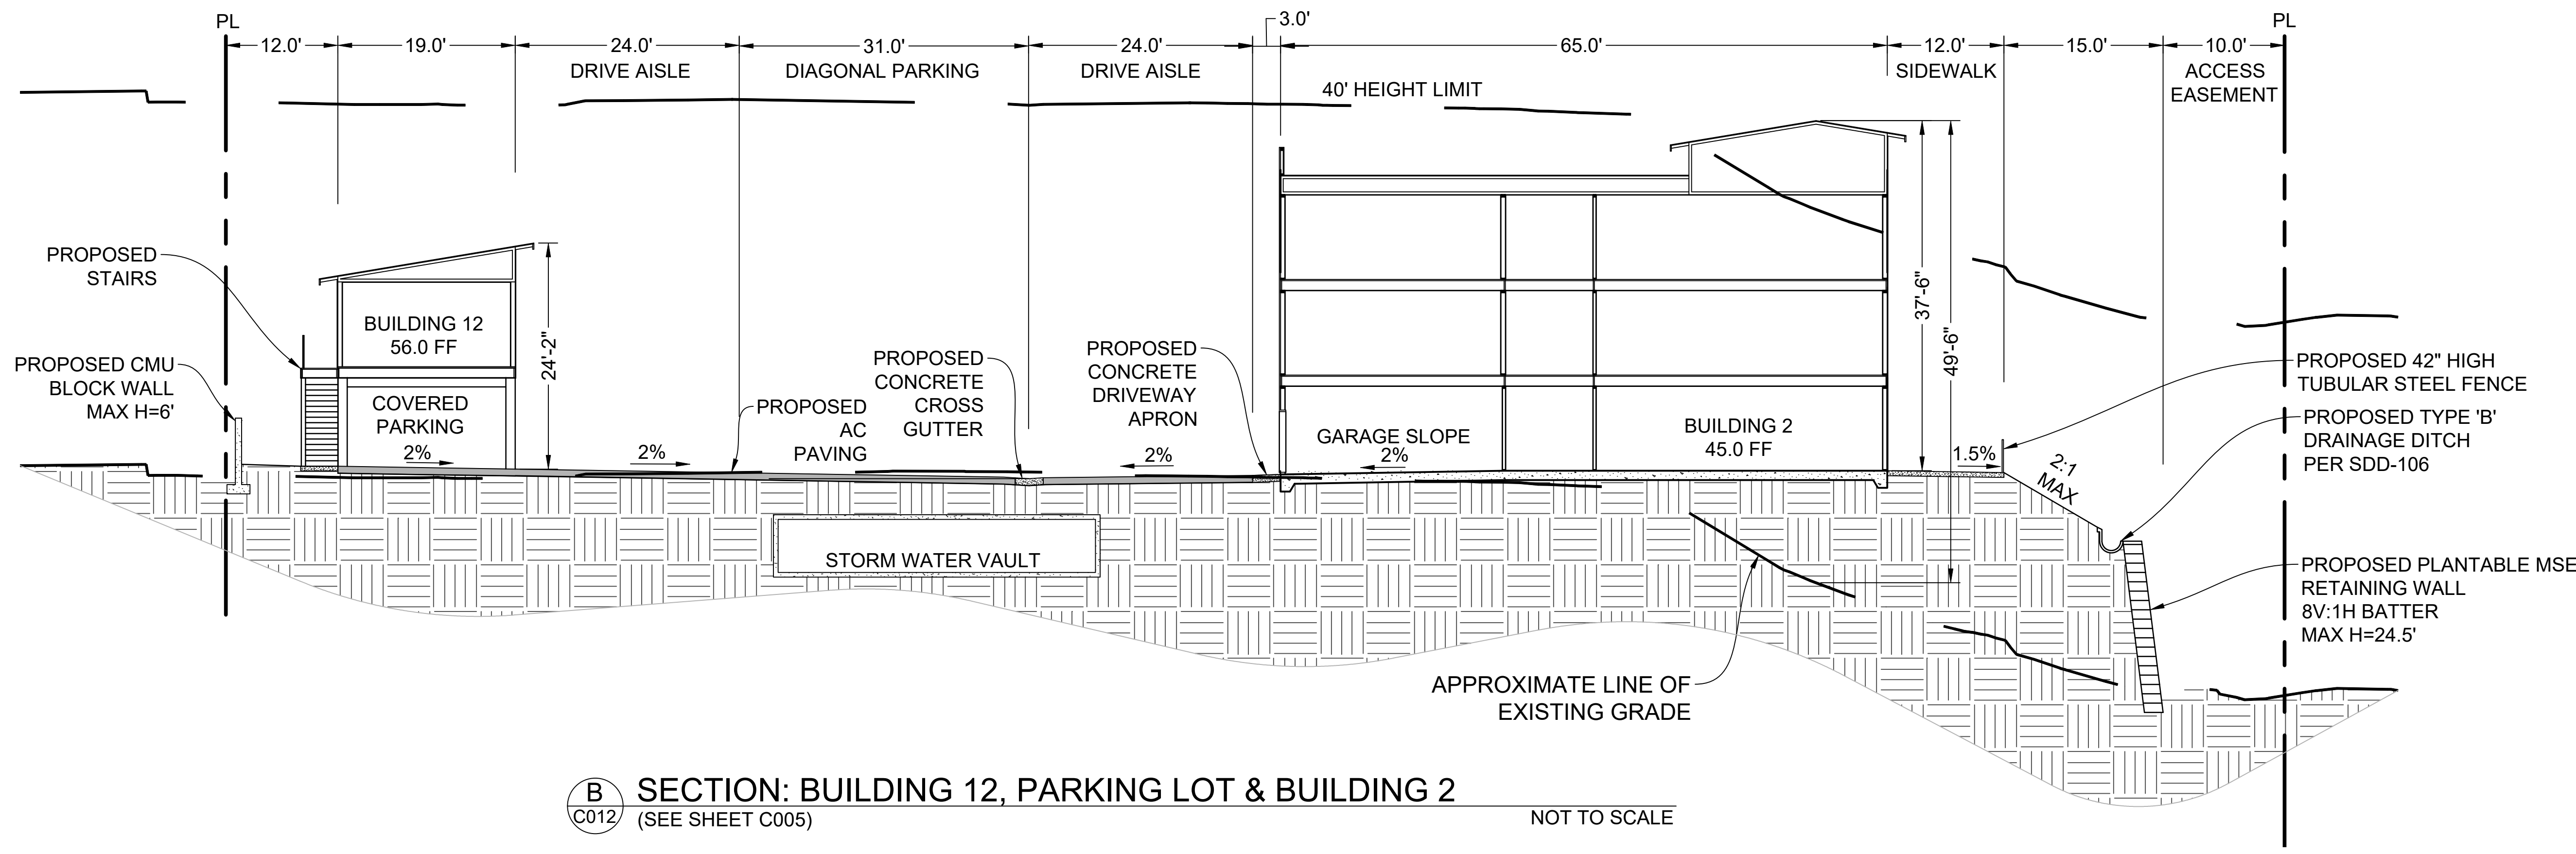 PL
12.0'
19.0'
24.0'
DRIVE AISLE
31.0'
DIAGONAL PARKING
24.0'
DRIVE AISLE
3.0'
65.0'
12.0'
SIDEWALK
15.0'
10.0'
ACCESS
EASEMENT
PL
40' HEIGHT LIMIT
PROPOSED
STAIRS
PROPOSED CMU
BLOCK WALL
MAX H=6'
BUILDING 12
56.0 FF
COVERED
PARKING
2%
24'-2"
2%
PROPOSED
AC
PAVING
PROPOSED
CONCRETE
CROSS
GUTTER
PROPOSED
CONCRETE
DRIVEWAY
APRON
2%
GARAGE SLOPE
2%
BUILDING 2
45.0 FF
37'-6"
49'-6"
1.5%
2:1
MAX
PROPOSED 42" HIGH
TUBULAR STEEL FENCE
PROPOSED TYPE 'B'
DRAINAGE DITCH
PER SDD-106
PROPOSED PLANTABLE MSE
RETAINING WALL
8V:1H BATTER
MAX H=24.5'
STORM WATER VAULT
APPROXIMATE LINE OF
EXISTING GRADE
B
C012
SECTION: BUILDING 12, PARKING LOT & BUILDING 2
(SEE SHEET C005)
NOT TO SCALE